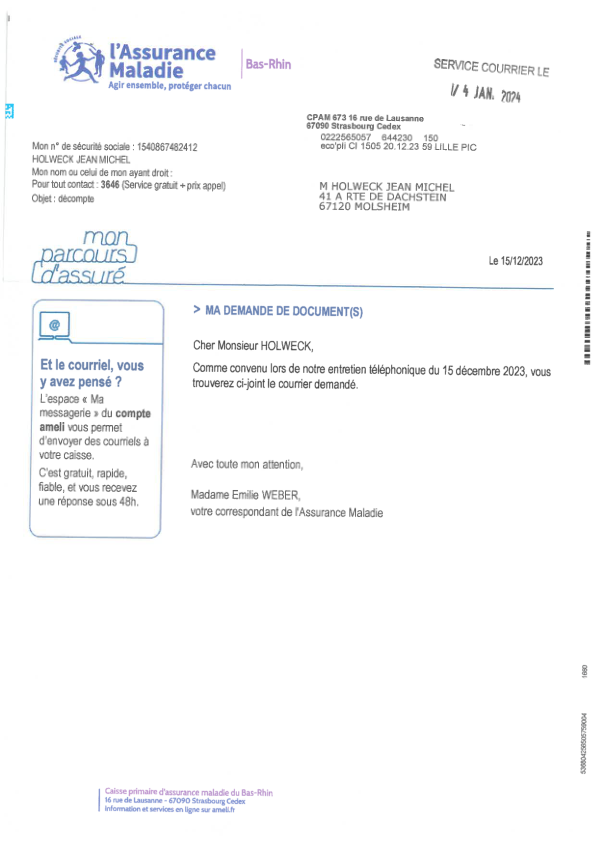 sécurité sociale
l'Assurance
Maladie
Agir ensemble, protéger chacun
Bas-Rhin
SERVICE COURRIER LE
4 JAN. 2024
CPAM 673 16 rue de Lausanne
67090 Strasbourg Cedex
0222565057 644230 150
eco'pli CI 1505 20.12.23 59 LILLE PIC
Mon n° de sécurité sociale : 1540867482412
HOLWECK JEAN MICHEL
Mon nom ou celui de mon ayant droit :
Pour tout contact : 3646 (Service gratuit + prix appel)
Objet : décompte
M HOLWECK JEAN MICHEL
41 A RTE DE DACHSTEIN
67120 MOLSHEIM
mon
parcours
d'assuré
Le 15/12/2023
> MA DEMANDE DE DOCUMENT(S)
Cher Monsieur HOLWECK,
Comme convenu lors de notre entretien téléphonique du 15 décembre 2023, vous
trouverez ci-joint le courrier demandé.
Avec toute mon attention,
Madame Emilie WEBER,
votre correspondant de l'Assurance Maladie
@
Et le courriel, vous
y avez pensé ?
L'espace « Ma
messagerie » du compte
ameli vous permet
d'envoyer des courriels à
votre caisse.
C'est gratuit, rapide,
fiable, et vous recevez
une réponse sous 48h.
1660
Caisse primaire d'assurance maladie du Bas-Rhin
16 rue de Lausanne - 67090 Strasbourg Cedex
Information et services en ligne sur ameli.fr